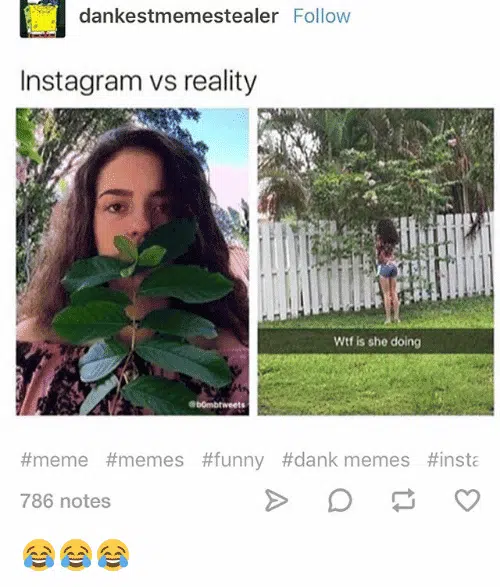 dankestmemestealer Follow
Instagram vs reality
@b0mbtweets
Wtf is she doing
#meme #memes #funny #dank memes #insta
786 notes
😂😂😂